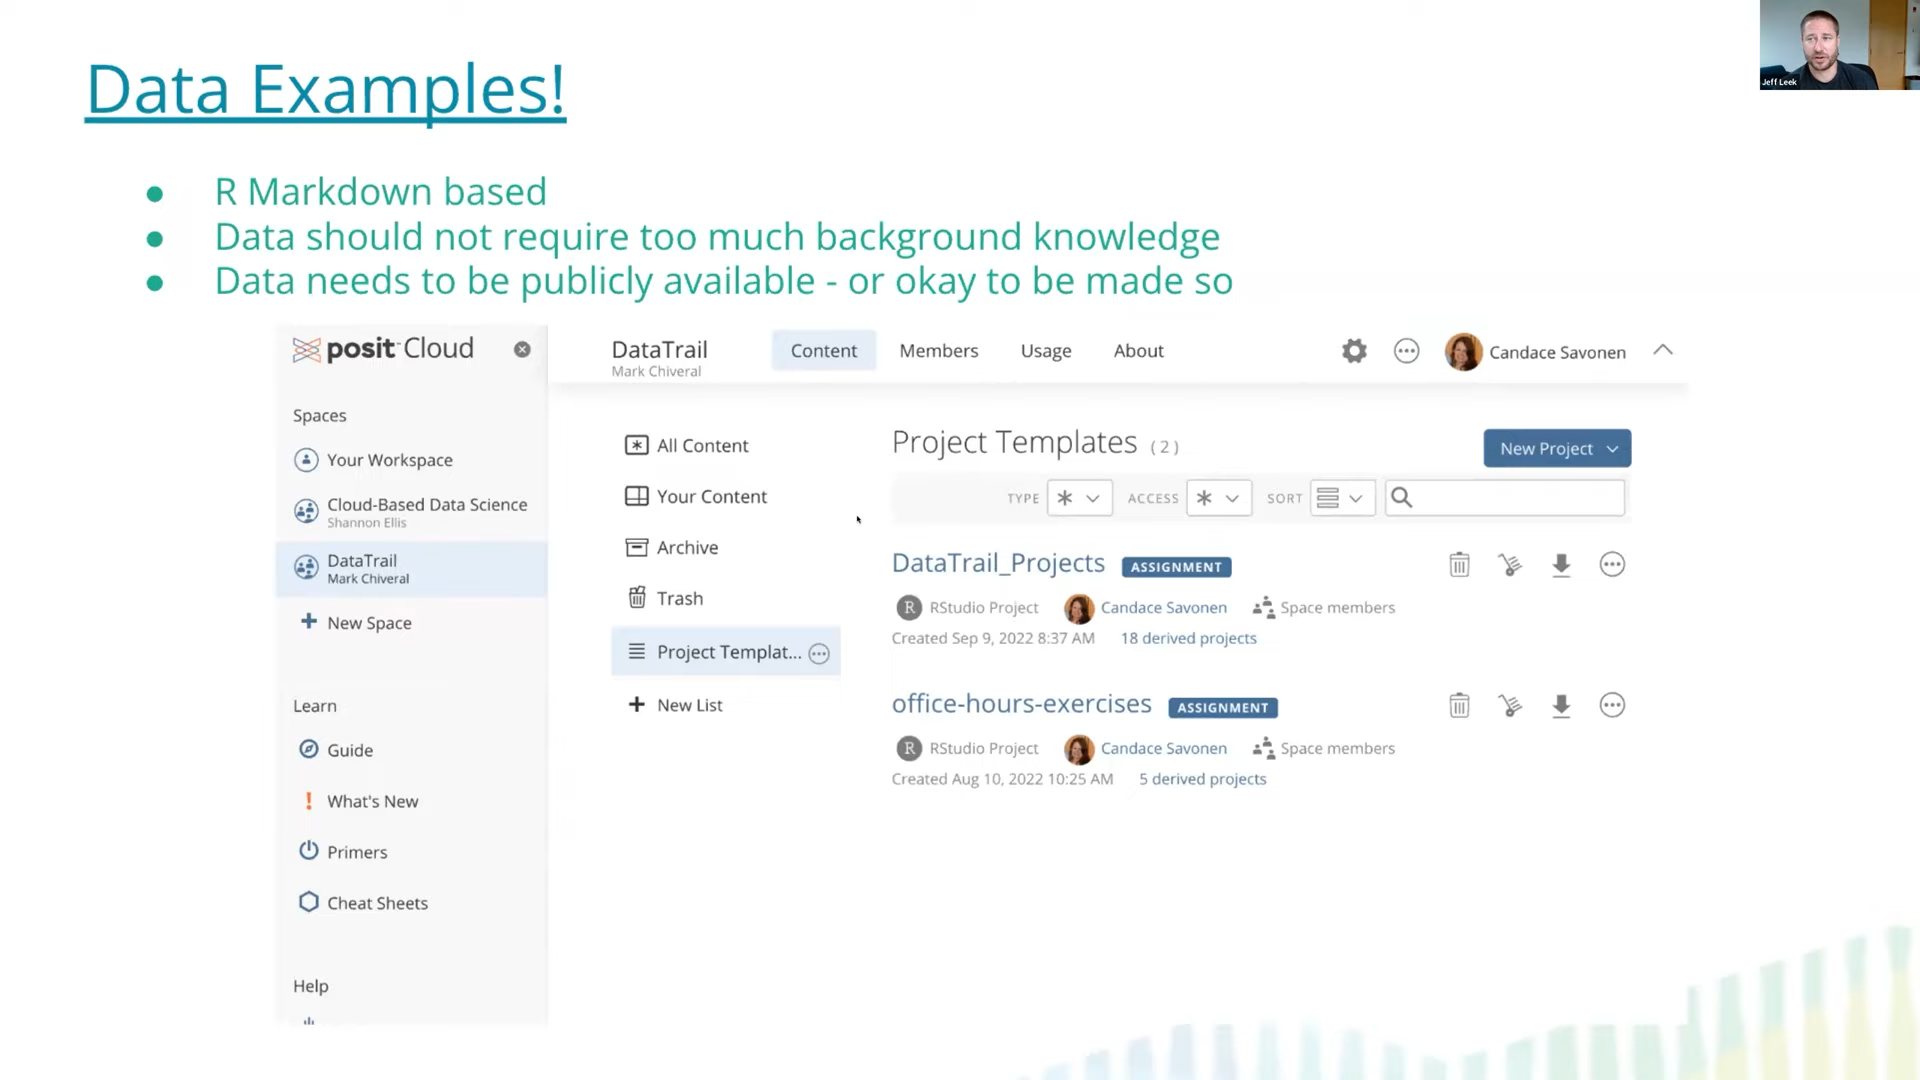 Data Examples!
Jeff Leek
● R Markdown based
● Data should not require too much background knowledge
● Data needs to be publicly available - or okay to be made so
posit Cloud
DataTrail
Mark Chiveral
Content
Members
Usage
About
Candace Savonen
Spaces
Your Workspace
Cloud-Based Data Science
Shannon Ellis
DataTrail
Mark Chiveral
New Space
Learn
Guide
What's New
Primers
Cheat Sheets
Help
All Content
Your Content
Archive
Trash
Project Templat...
New List
Project Templates (2)
New Project
TYPE
ACCESS
SORT
DataTrail_Projects ASSIGNMENT
R RStudio Project Candace Savonen Space members
Created Sep 9, 2022 8:37 AM 18 derived projects
office-hours-exercises ASSIGNMENT
R RStudio Project Candace Savonen Space members
Created Aug 10, 2022 10:25 AM 5 derived projects